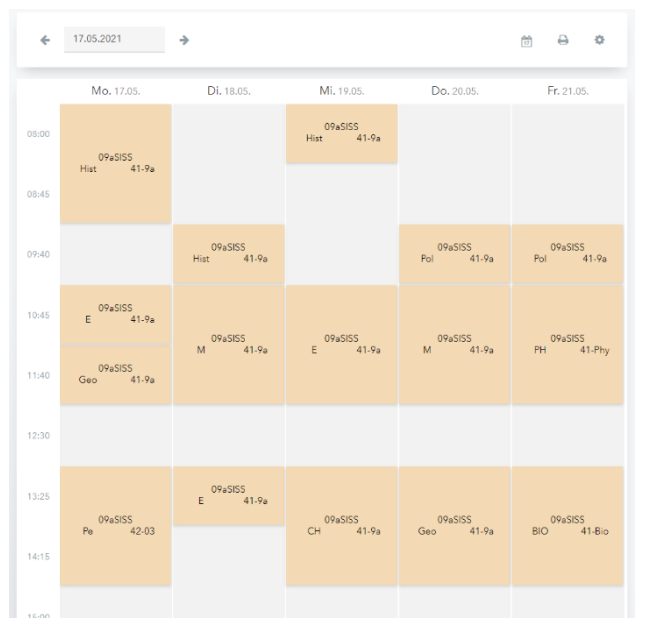 17.05.2021
17
Mo. 17.05. Di. 18.05. Mi. 19.05. Do. 20.05. Fr. 21.05.
08:00
09aSISS
Hist 41-9a
09aSISS
Hist 41-9a
08:45
09:40
09aSISS
Hist 41-9a
09aSISS
Pol 41-9a
09aSISS
Pol 41-9a
10:45
09aSISS
E 41-9a
09aSISS
M 41-9a
09aSISS
E 41-9a
09aSISS
M 41-9a
09aSISS
PH 41-Phy
11:40
09aSISS
Geo 41-9a
12:30
13:25
09aSISS
Pe 42-03
09aSISS
E 41-9a
09aSISS
CH 41-9a
09aSISS
Geo 41-9a
09aSISS
BIO 41-Bio
14:15
15:00